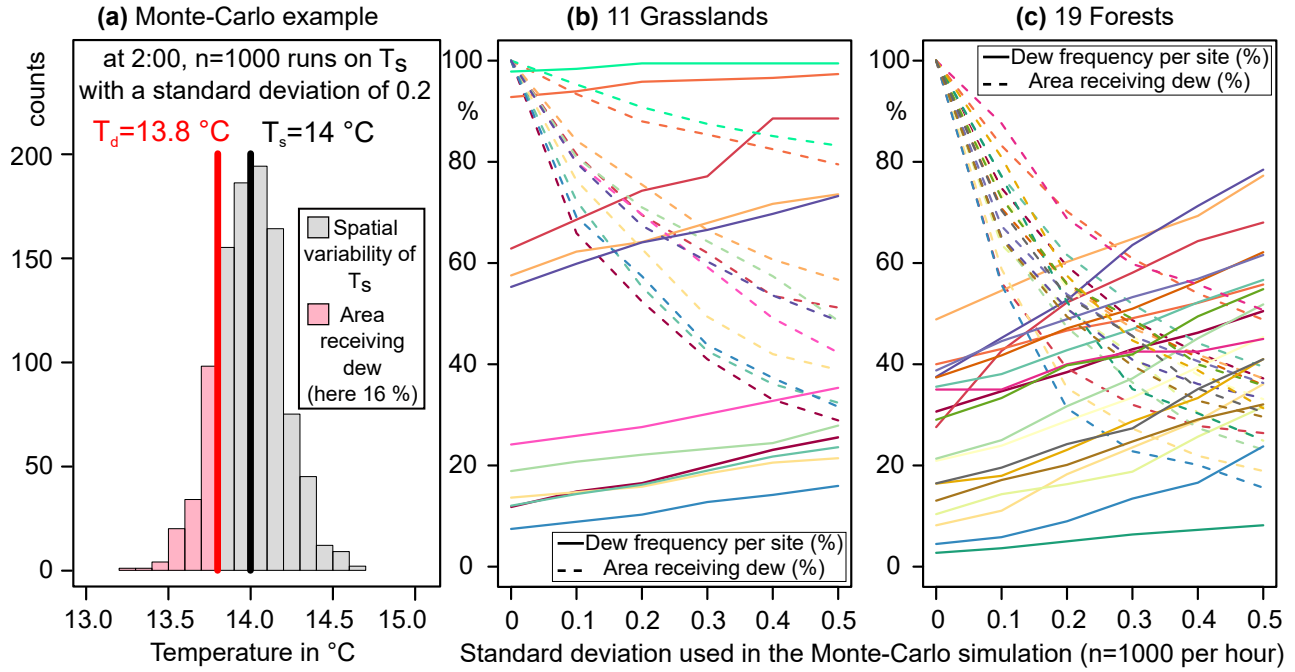 (a) Monte-Carlo example
(b) 11 Grasslands
(c) 19 Forests
counts
at 2:00, n=1000 runs on TS
with a standard deviation of 0.2
Td=13.8 °C
Ts=14 °C
200
150
100
50
0
Spatial
variability of
TS
Area
receiving
dew
(here 16 %)
13.0
13.5
14.0
14.5
15.0
Temperature in °C
100
%
80
60
40
20
0
Dew frequency per site (%)
Area receiving dew (%)
0
0.1
0.2
0.3
0.4
0.5
100
%
80
60
40
20
0
Dew frequency per site (%)
Area receiving dew (%)
0
0.1
0.2
0.3
0.4
0.5
Standard deviation used in the Monte-Carlo simulation (n=1000 per hour)